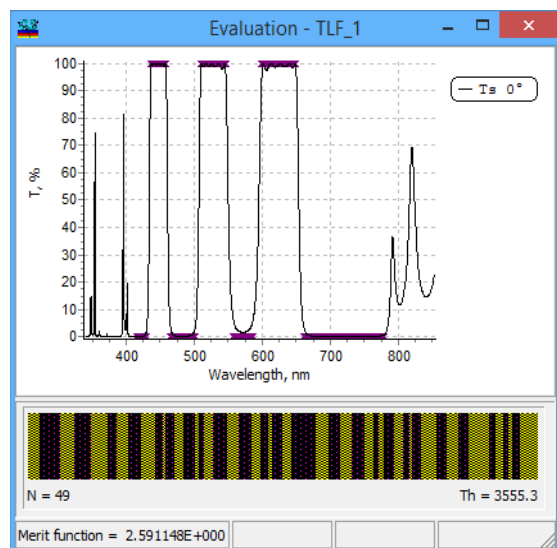 Evaluation - TLF_1
T, %
100
90
80
70
60
50
40
30
20
10
0
400 500 600 700 800
Wavelength, nm
Ts 0°
N = 49 Th = 3555.3
Merit function = 2.591148E+000